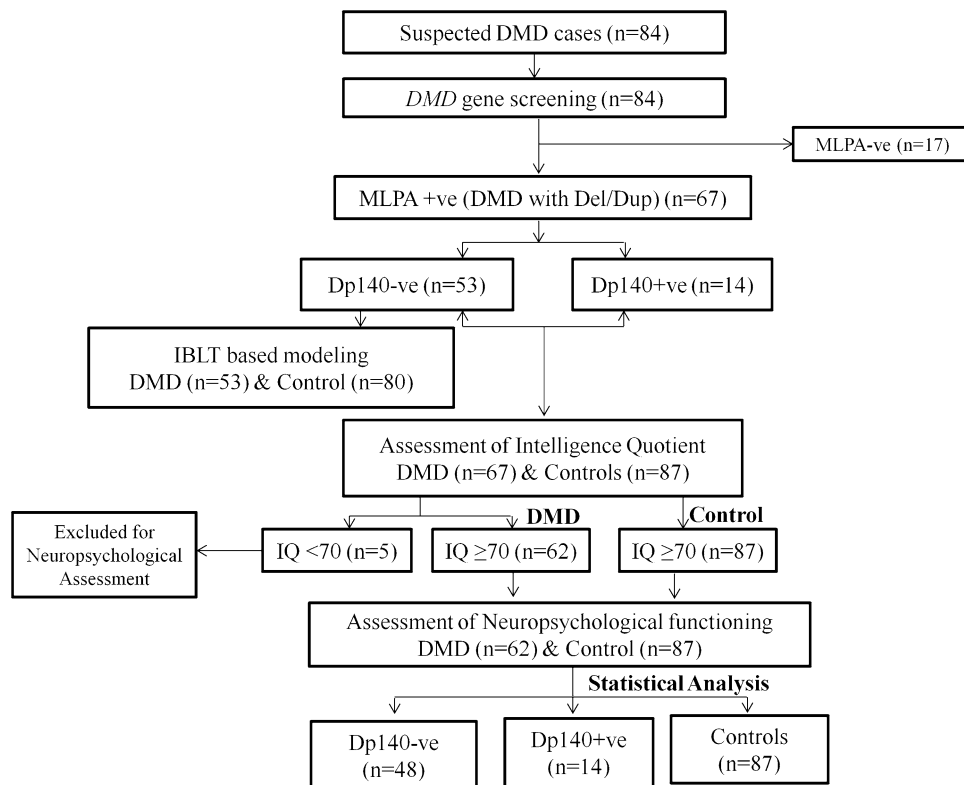 Suspected DMD cases (n=84)
DMD gene screening (n=84)
MLPA-ve (n=17)
MLPA +ve (DMD with Del/Dup) (n=67)
Dp140-ve (n=53)
Dp140+ve (n=14)
IBLT based modeling
DMD (n=53) & Control (n=80)
Assessment of Intelligence Quotient
DMD (n=67) & Controls (n=87)
DMD
Control
Excluded for
Neuropsychological
Assessment
IQ <70 (n=5)
IQ ≥70 (n=62)
IQ ≥70 (n=87)
Assessment of Neuropsychological functioning
DMD (n=62) & Control (n=87)
Statistical Analysis
Dp140-ve
(n=48)
Dp140+ve
(n=14)
Controls
(n=87)